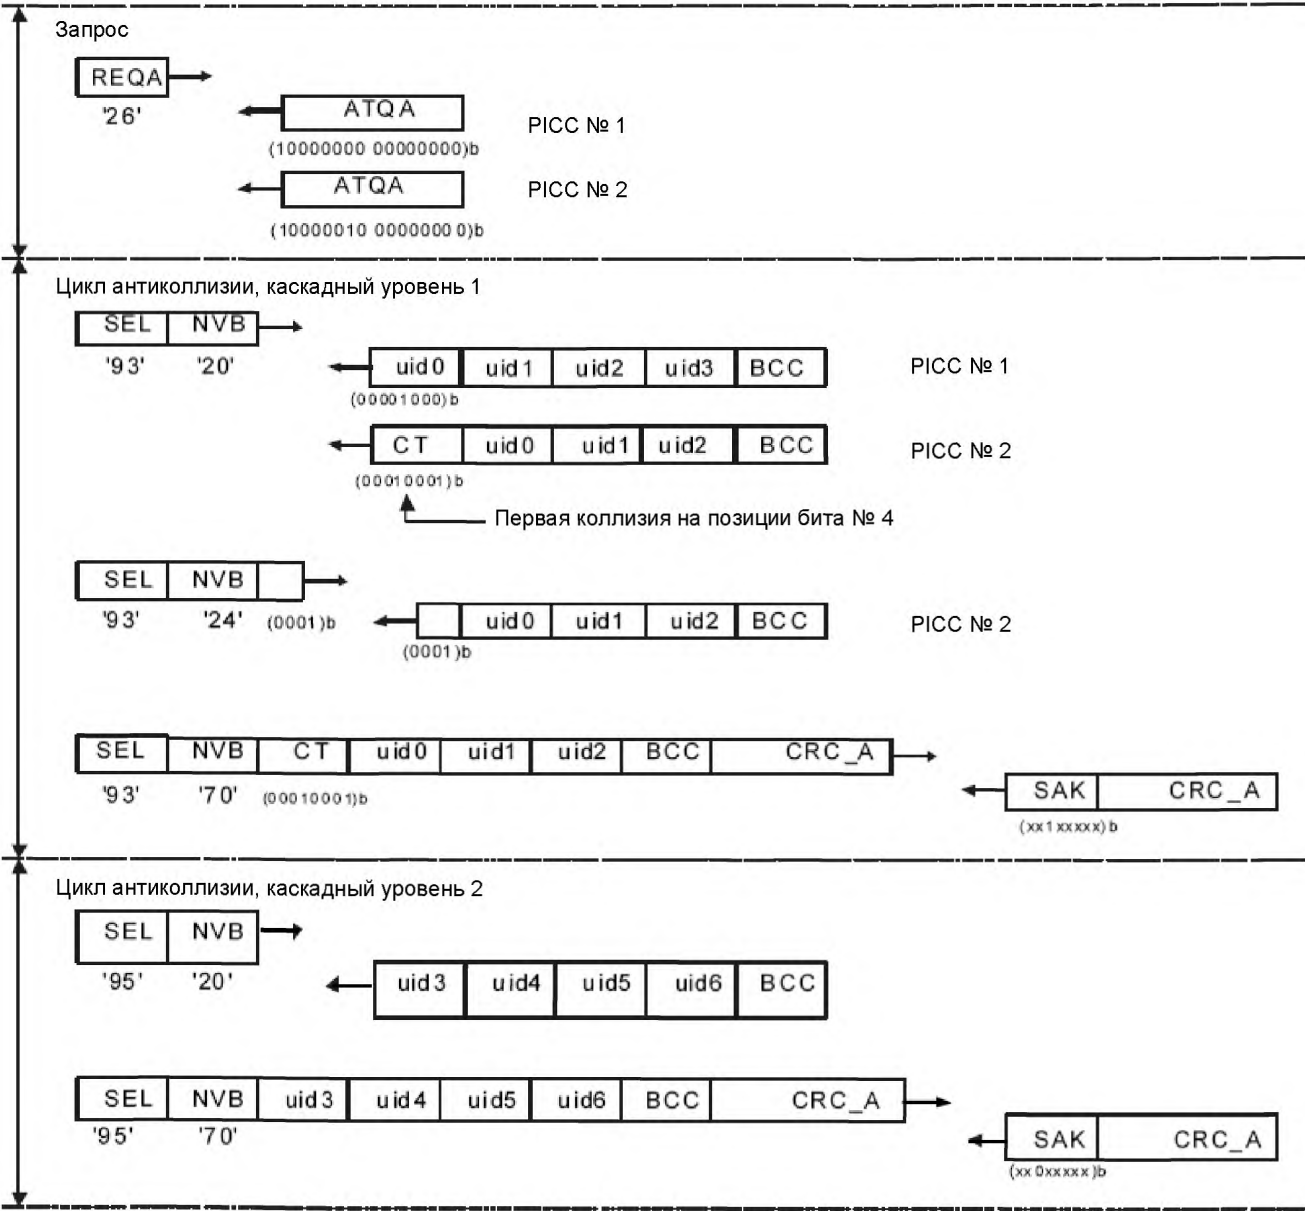 Запрос
REQA
'26'
ATQA
PICC № 1
(10000000 00000000)b
ATQA
PICC № 2
(10000010 00000000)b
Цикл антиколлизии, каскадный уровень 1
SEL NVB
'93' '20'
uid0 uid1 uid2 uid3 BCC
PICC № 1
(00001000)b
CT uid0 uid1 uid2 BCC
PICC № 2
(00010001)b
Первая коллизия на позиции бита № 4
SEL NVB
'93' '24' (0001)b
uid0 uid1 uid2 BCC
PICC № 2
(0001)b
SEL NVB CT uid0 uid1 uid2 BCC CRC_A
'93' '70' (00010001)b
SAK CRC_A
(xx1xxxxx)b
Цикл антиколлизии, каскадный уровень 2
SEL NVB
'95' '20'
uid3 uid4 uid5 uid6 BCC
SEL NVB uid3 uid4 uid5 uid6 BCC CRC_A
'95' '70'
SAK CRC_A
(xx0xxxxx)b